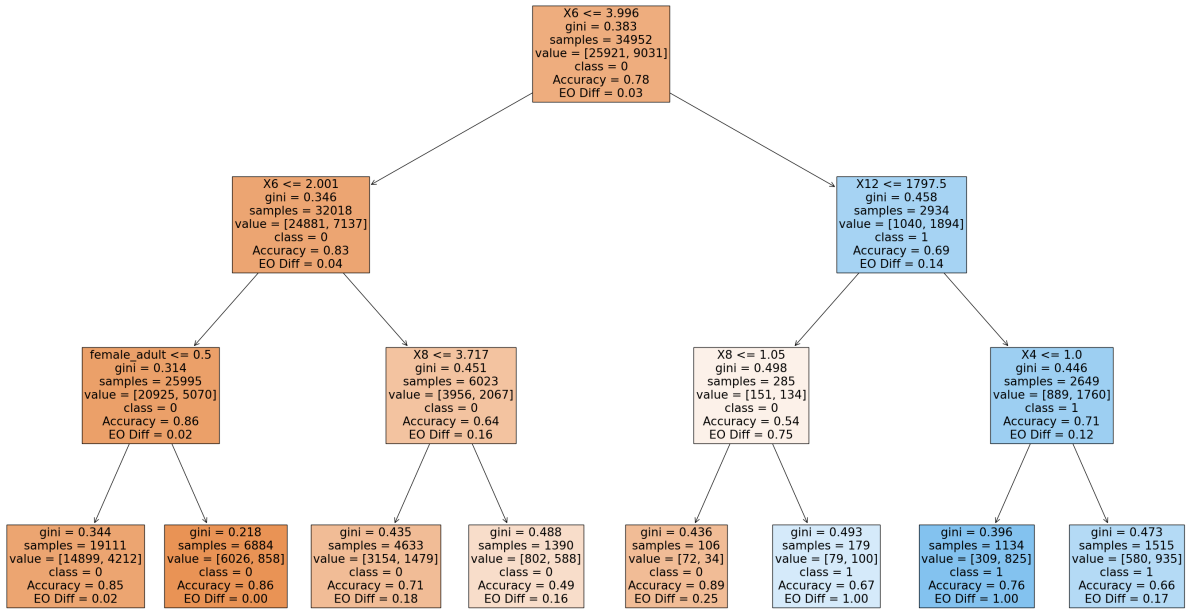 X6 <= 3.996
gini = 0.383
samples = 34952
value = [25921, 9031]
class = 0
Accuracy = 0.78
EO Diff = 0.03
X6 <= 2.001
gini = 0.346
samples = 32018
value = [24881, 7137]
class = 0
Accuracy = 0.83
EO Diff = 0.04
X12 <= 1797.5
gini = 0.458
samples = 2934
value = [1040, 1894]
class = 1
Accuracy = 0.69
EO Diff = 0.14
female_adult <= 0.5
gini = 0.314
samples = 25995
value = [20925, 5070]
class = 0
Accuracy = 0.86
EO Diff = 0.02
X8 <= 3.717
gini = 0.451
samples = 6023
value = [3956, 2067]
class = 0
Accuracy = 0.64
EO Diff = 0.16
X8 <= 1.05
gini = 0.498
samples = 285
value = [151, 134]
class = 0
Accuracy = 0.54
EO Diff = 0.75
X4 <= 1.0
gini = 0.446
samples = 2649
value = [889, 1760]
class = 1
Accuracy = 0.71
EO Diff = 0.12
gini = 0.344
samples = 19111
value = [14899, 4212]
class = 0
Accuracy = 0.85
EO Diff = 0.02
gini = 0.218
samples = 6884
value = [6026, 858]
class = 0
Accuracy = 0.86
EO Diff = 0.00
gini = 0.435
samples = 4633
value = [3154, 1479]
class = 0
Accuracy = 0.71
EO Diff = 0.18
gini = 0.488
samples = 1390
value = [802, 588]
class = 0
Accuracy = 0.49
EO Diff = 0.16
gini = 0.436
samples = 106
value = [72, 34]
class = 0
Accuracy = 0.89
EO Diff = 0.25
gini = 0.493
samples = 179
value = [79, 100]
class = 1
Accuracy = 0.67
EO Diff = 1.00
gini = 0.396
samples = 1134
value = [309, 825]
class = 1
Accuracy = 0.76
EO Diff = 1.00
gini = 0.473
samples = 1515
value = [580, 935]
class = 1
Accuracy = 0.66
EO Diff = 0.17